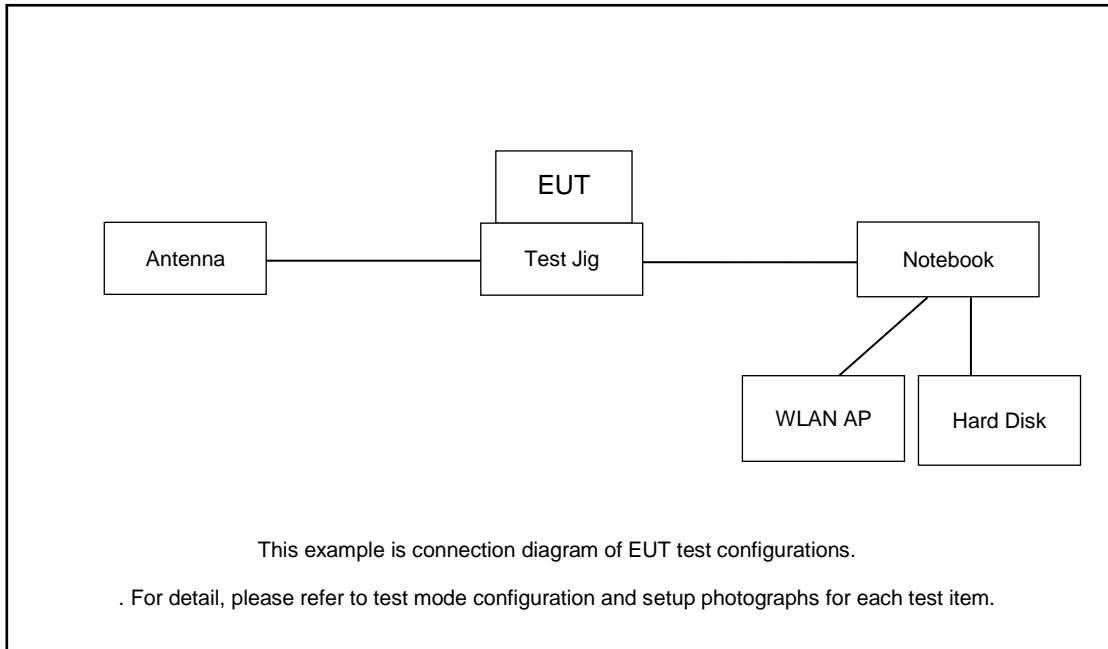 EUT
Antenna
Test Jig
Notebook
WLAN AP
Hard Disk
This example is connection diagram of EUT test configurations.
. For detail, please refer to test mode configuration and setup photographs for each test item.